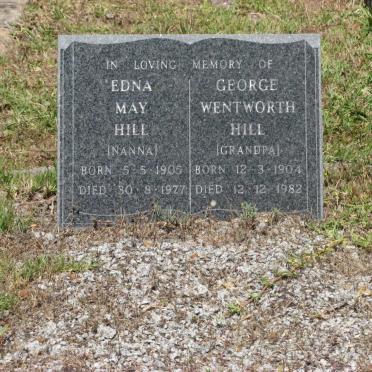 IN LOVING MEMORY OF
EDNA
MAY
HILL
(NANNA)
BORN 5-5-1905
DIED 30-8-1977
GEORGE
WENTWORTH
HILL
(GRANDPA)
BORN 12-3-1904
DIED 12-12-1982